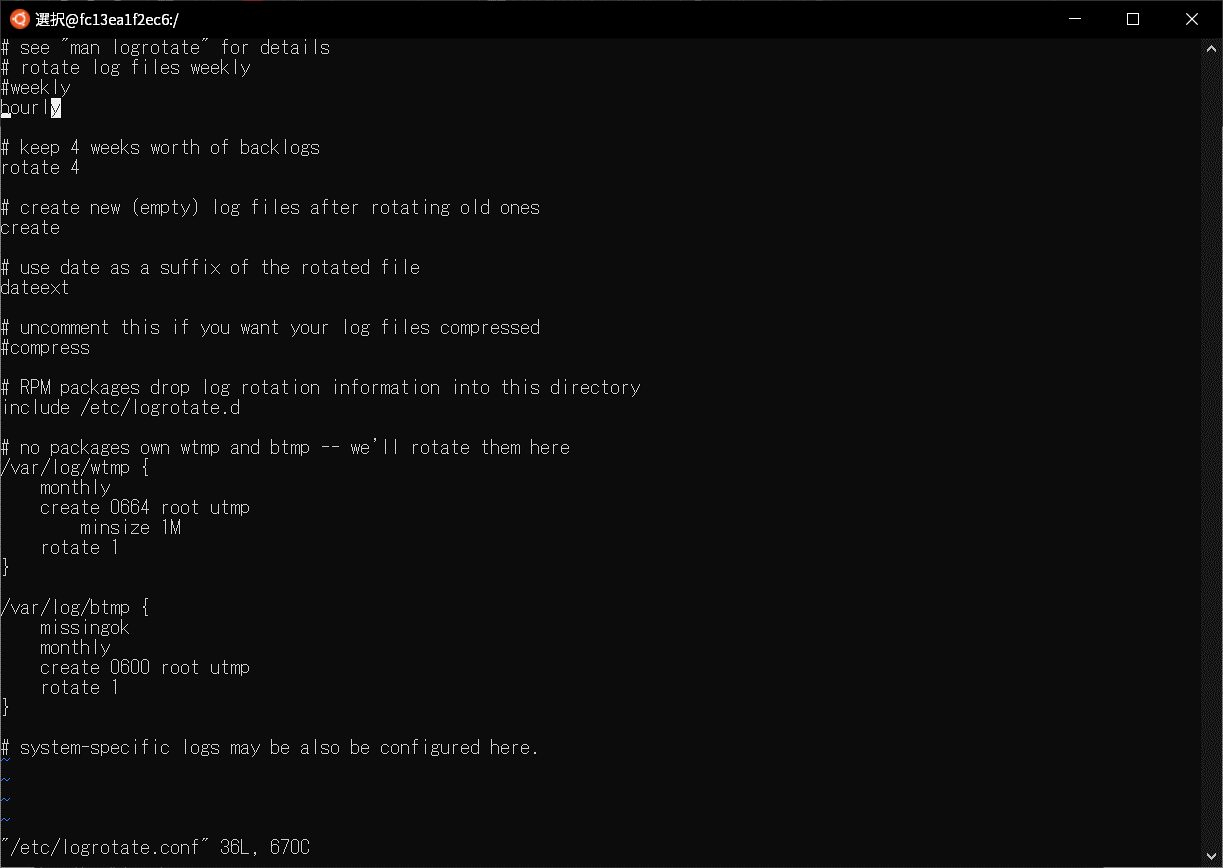 選択@fc13ea1f2ec6:/
# see "man logrotate" for details
# rotate log files weekly
#weekly
hourly
# keep 4 weeks worth of backlogs
rotate 4
# create new (empty) log files after rotating old ones
create
# use date as a suffix of the rotated file
dateext
# uncomment this if you want your log files compressed
#compress
# RPM packages drop log rotation information into this directory
include /etc/logrotate.d
# no packages own wtmp and btmp -- we'll rotate them here
/var/log/wtmp {
    monthly
    create 0664 root utmp
        minsize 1M
    rotate 1
}
/var/log/btmp {
    missingok
    monthly
    create 0600 root utmp
    rotate 1
}
# system-specific logs may be also be configured here.
~
~
~
~
"/etc/logrotate.conf" 36L, 670C